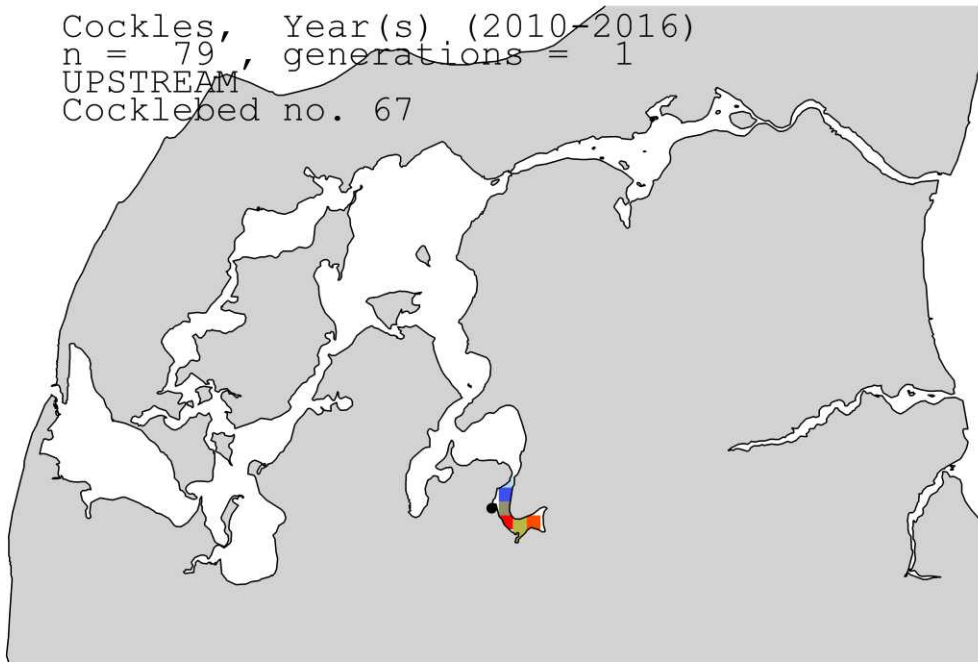 Cockles, Year(s) (2010-2016)
n = 79 , generations = 1
UPSTREAM
Cocklebed no. 67